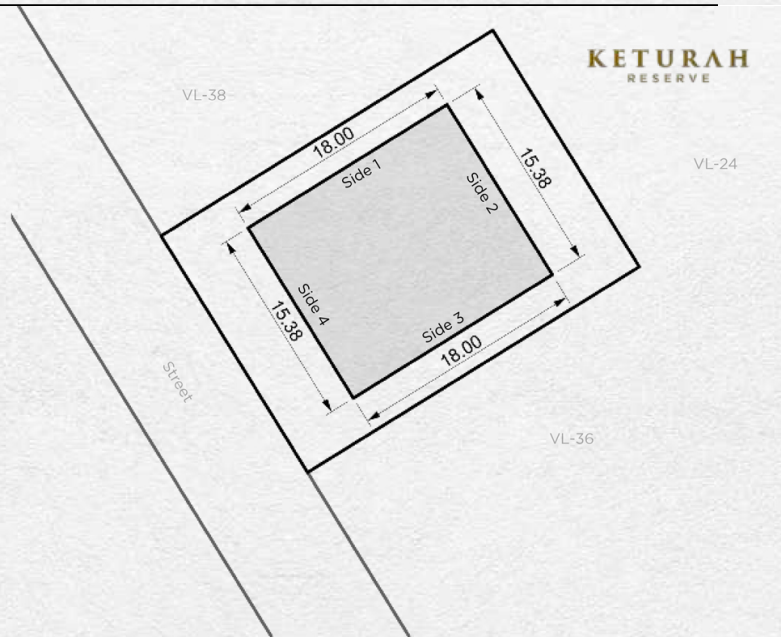 KETURAH
RESERVE
VL-38
18.00
Side 1
15.38
Side 2
VL-24
Side 4
15.38
Side 3
18.00
Street
VL-36